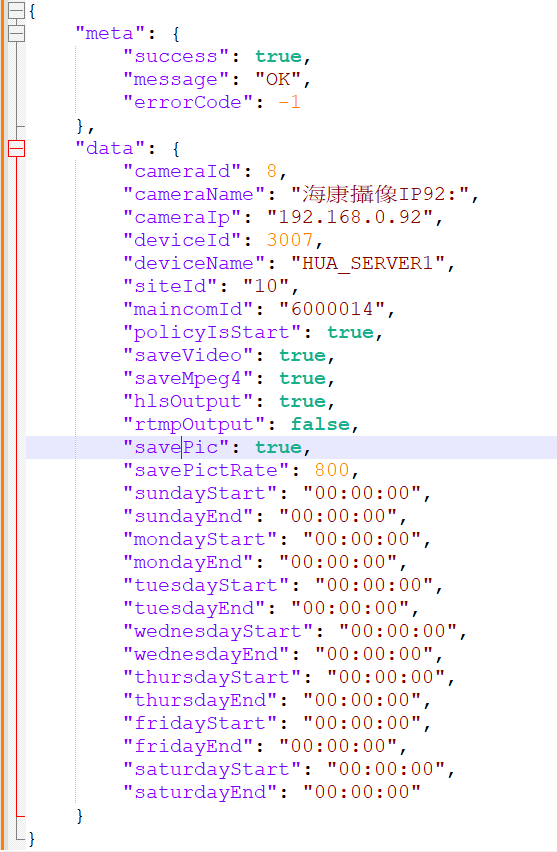 {
    "meta": {
        "success": true,
        "message": "OK",
        "errorCode": -1
    },
    "data": {
        "cameraId": 8,
        "cameraName": "海康攝像IP92:",
        "cameraIp": "192.168.0.92",
        "deviceId": 3007,
        "deviceName": "HUA_SERVER1",
        "siteId": "10",
        "maincomId": "6000014",
        "policyIsStart": true,
        "saveVideo": true,
        "saveMpeg4": true,
        "hlsOutput": true,
        "rtmpOutput": false,
        "savePic": true,
        "savePictRate": 800,
        "sundayStart": "00:00:00",
        "sundayEnd": "00:00:00",
        "mondayStart": "00:00:00",
        "mondayEnd": "00:00:00",
        "tuesdayStart": "00:00:00",
        "tuesdayEnd": "00:00:00",
        "wednesdayStart": "00:00:00",
        "wednesdayEnd": "00:00:00",
        "thursdayStart": "00:00:00",
        "thursdayEnd": "00:00:00",
        "fridayStart": "00:00:00",
        "fridayEnd": "00:00:00",
        "saturdayStart": "00:00:00",
        "saturdayEnd": "00:00:00"
    }
}